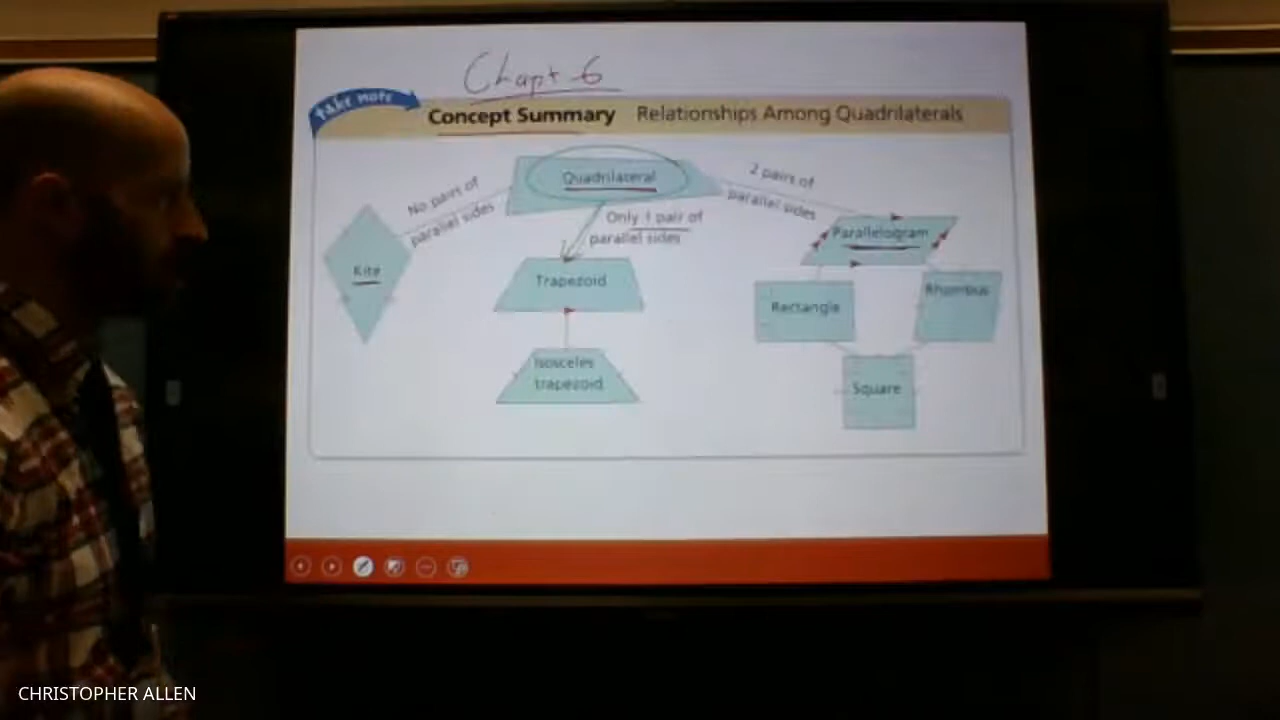 Chapt 6
take note
Concept Summary Relationships Among Quadrilaterals
Quadrilateral
No pairs of
parallel sides
Only 1 pair of
parallel sides
2 pairs of
parallel sides
Kite
Trapezoid
Isosceles
trapezoid
Parallelogram
Rectangle
Rhombus
Square
CHRISTOPHER ALLEN